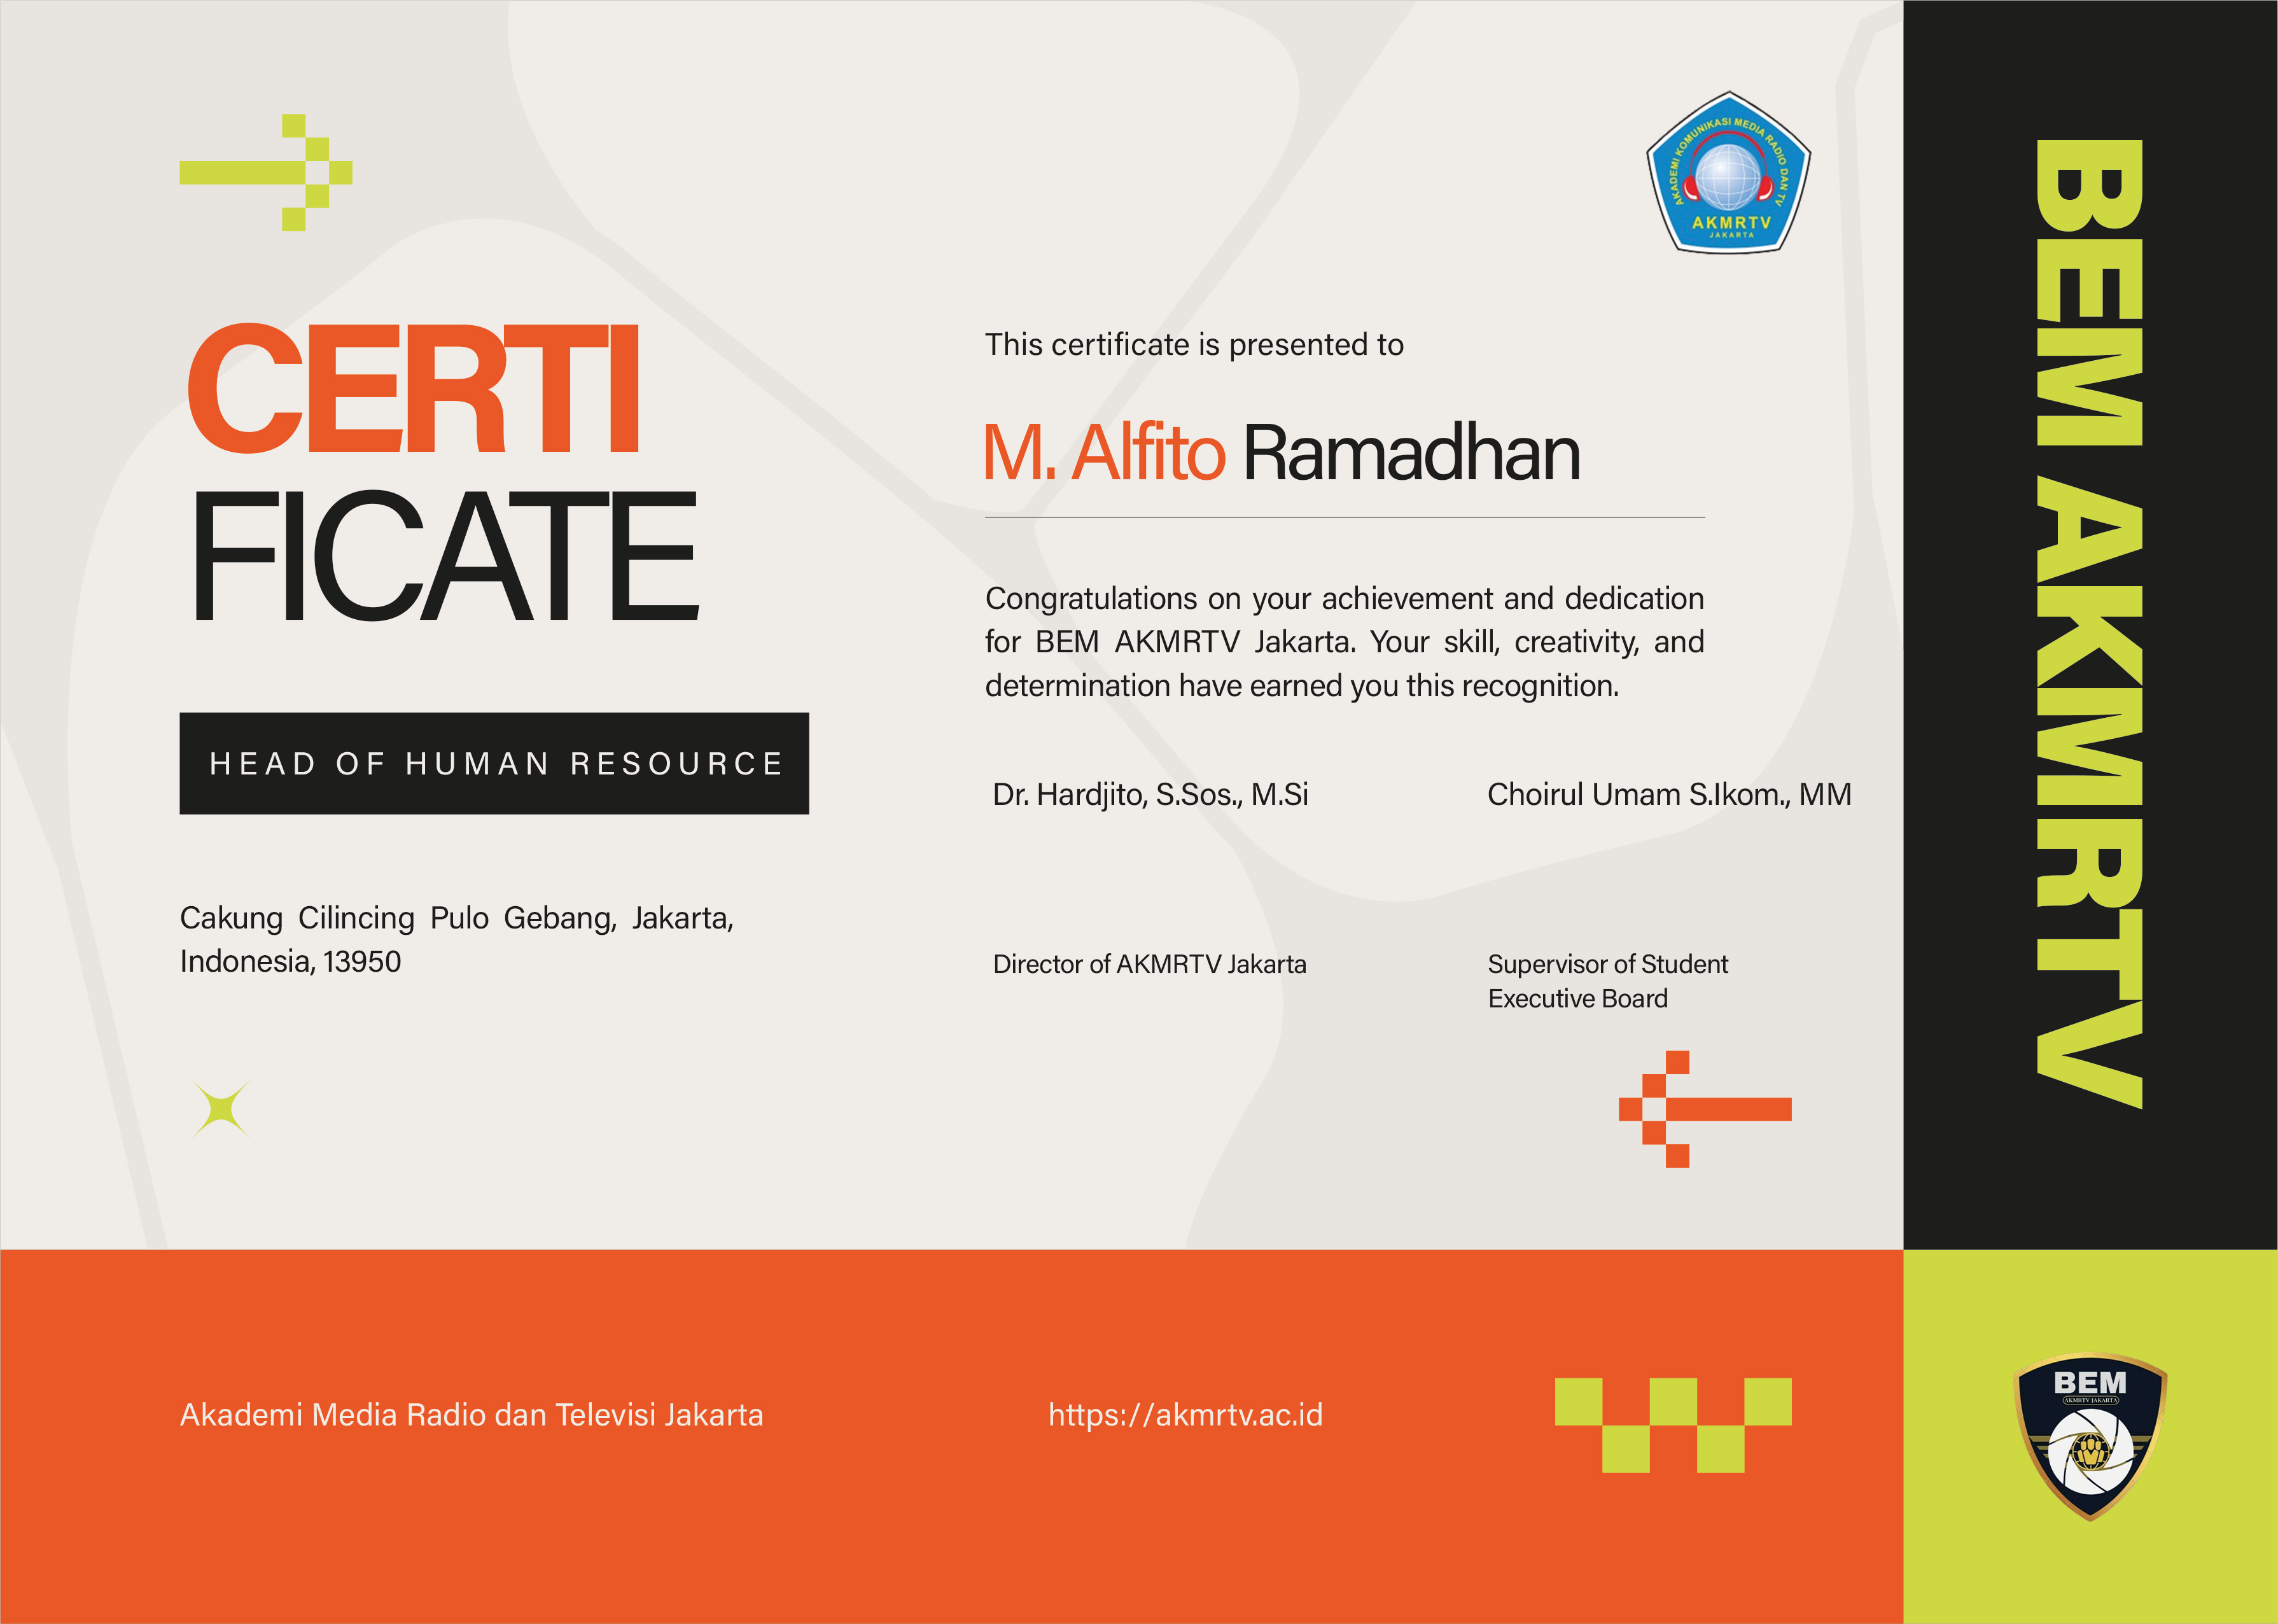 AKADEMI KOMUNIKASI MEDIA RADIO DAN TV
AKMRTV
JAKARTA
CERTI
FICATE
HEAD OF HUMAN RESOURCE
Cakung Cilincing Pulo Gebang, Jakarta,
Indonesia, 13950
This certificate is presented to
M. Alfito Ramadhan
Congratulations on your achievement and dedication
for BEM AKMRTV Jakarta. Your skill, creativity, and
determination have earned you this recognition.
Dr. Hardjito, S.Sos., M.Si
Director of AKMRTV Jakarta
Choirul Umam S.Ikom., MM
Supervisor of Student
Executive Board
BEM AKMRTV
Akademi Media Radio dan Televisi Jakarta
https://akmrtv.ac.id
BEM
AKMRTV JAKARTA